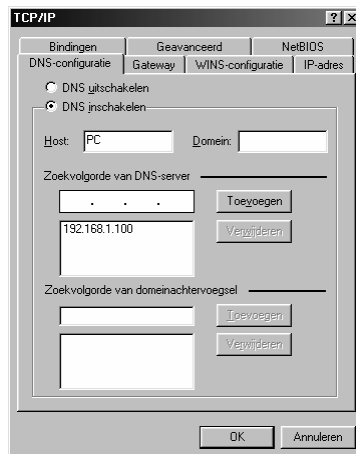 TCP/IP
Bindingen Geavanceerd NetBIOS
DNS-configuratie Gateway WINS-configuratie IP-adres
DNS uitschakelen
DNS inschakelen
Host: PC Domein:
Zoekvolgorde van DNS-server
. . . Toevoegen
192.168.1.100 Verwijderen
Zoekvolgorde van domeinachtervoegsel
Toevoegen
Verwijderen
OK Annuleren